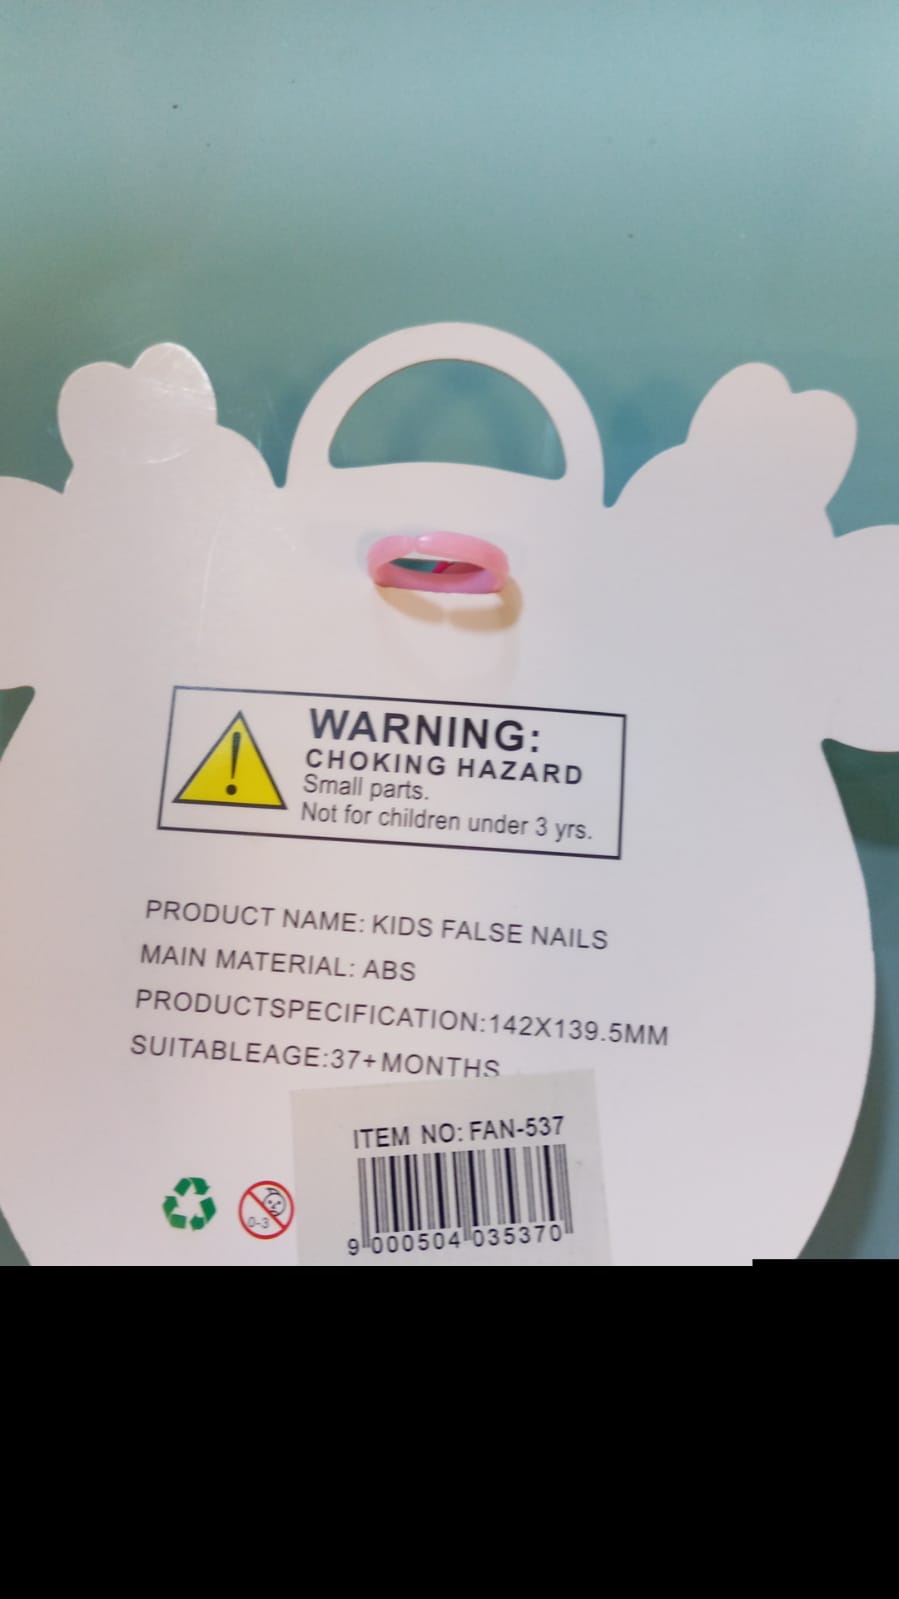 WARNING:
CHOKING HAZARD
Small parts.
Not for children under 3 yrs.
PRODUCT NAME: KIDS FALSE NAILS
MAIN MATERIAL: ABS
PRODUCTSPECIFICATION:142X139.5MM
SUITABLEAGE:37+MONTHS
ITEM NO: FAN-537
0-3
9 000504 035370